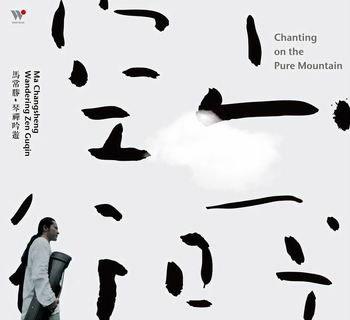 Chanting
on the
Pure Mountain
Ma Changsheng
Wandering Zen Guqin
馬常勝・琴禪吟遊